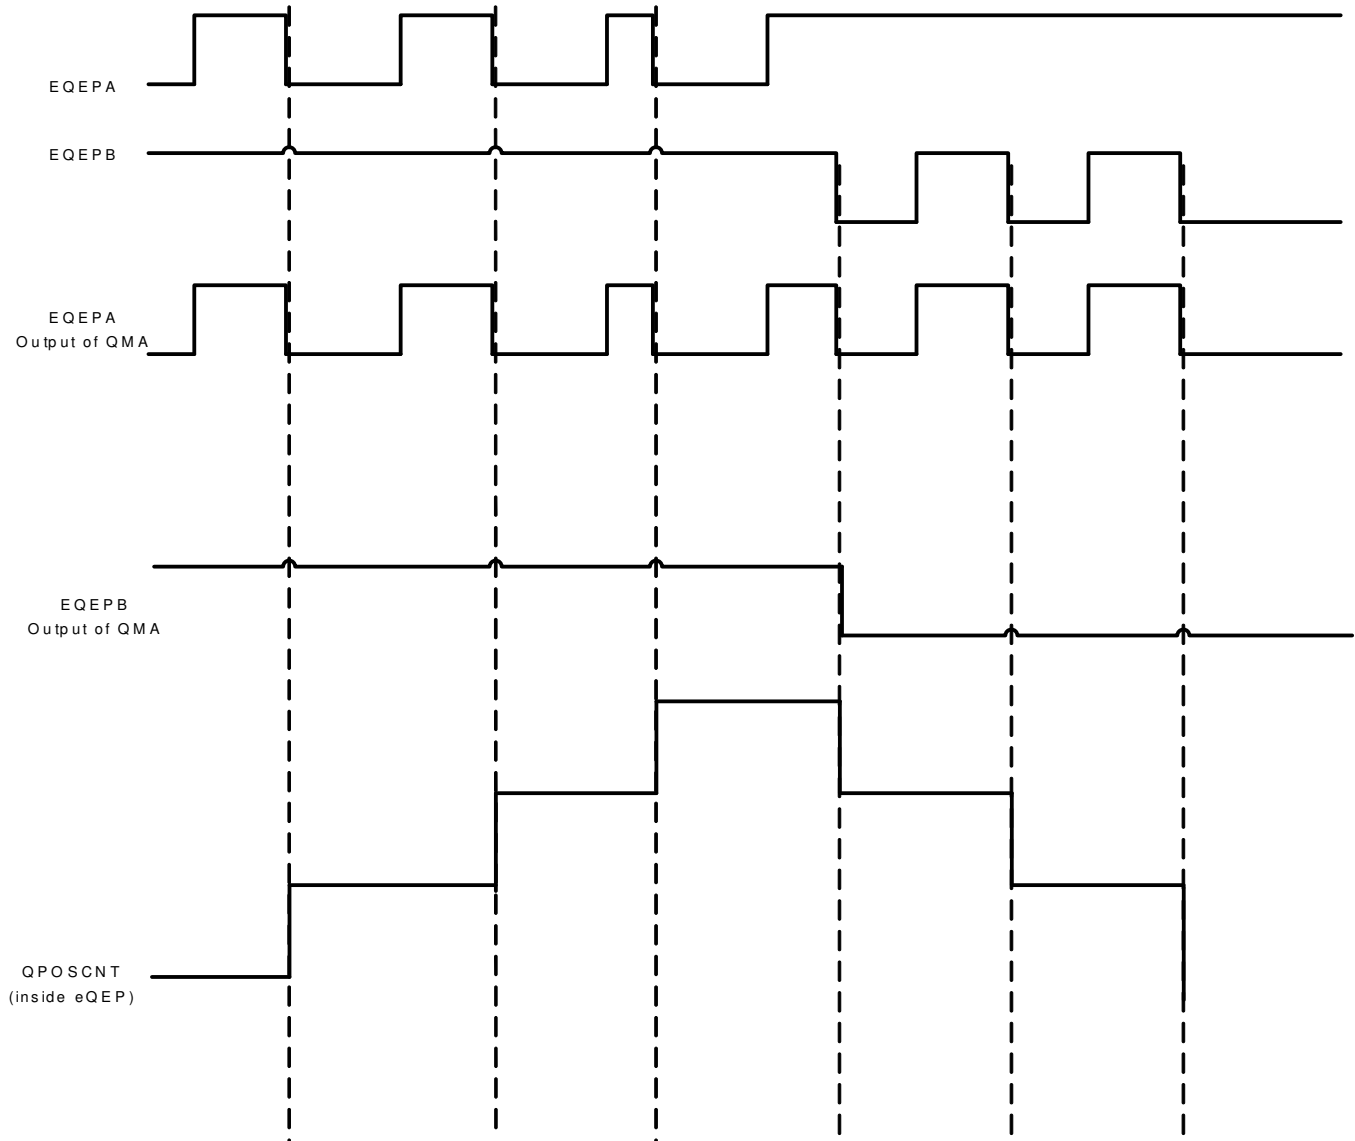 EQEPA
EQEPB
EQEPA
Output of QMA
EQEPB
Output of QMA
QPOSCNT
(inside eQEP)